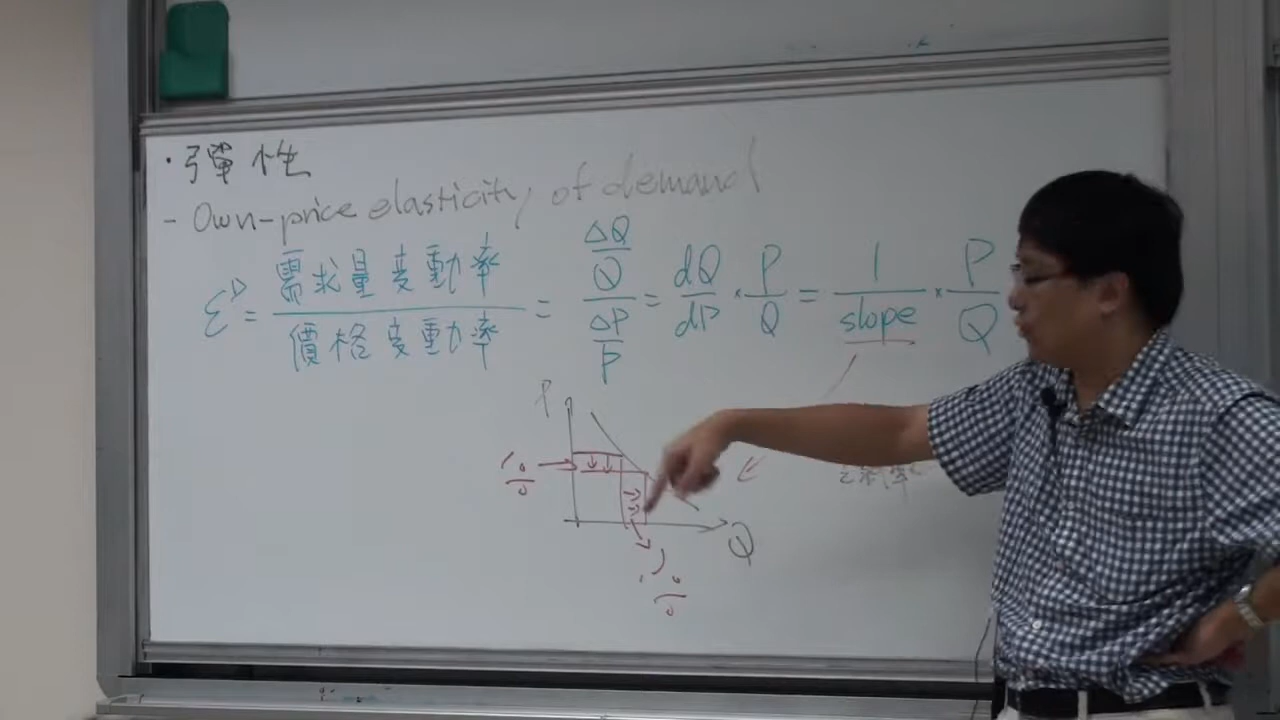 ·彈性
- Own-price elasticity of demand
ε^D = 需求量變動率 / 價格變動率 = (ΔQ/Q) / (ΔP/P) = dQ/dP · P/Q = 1/slope · P/Q
P
%
Q
%